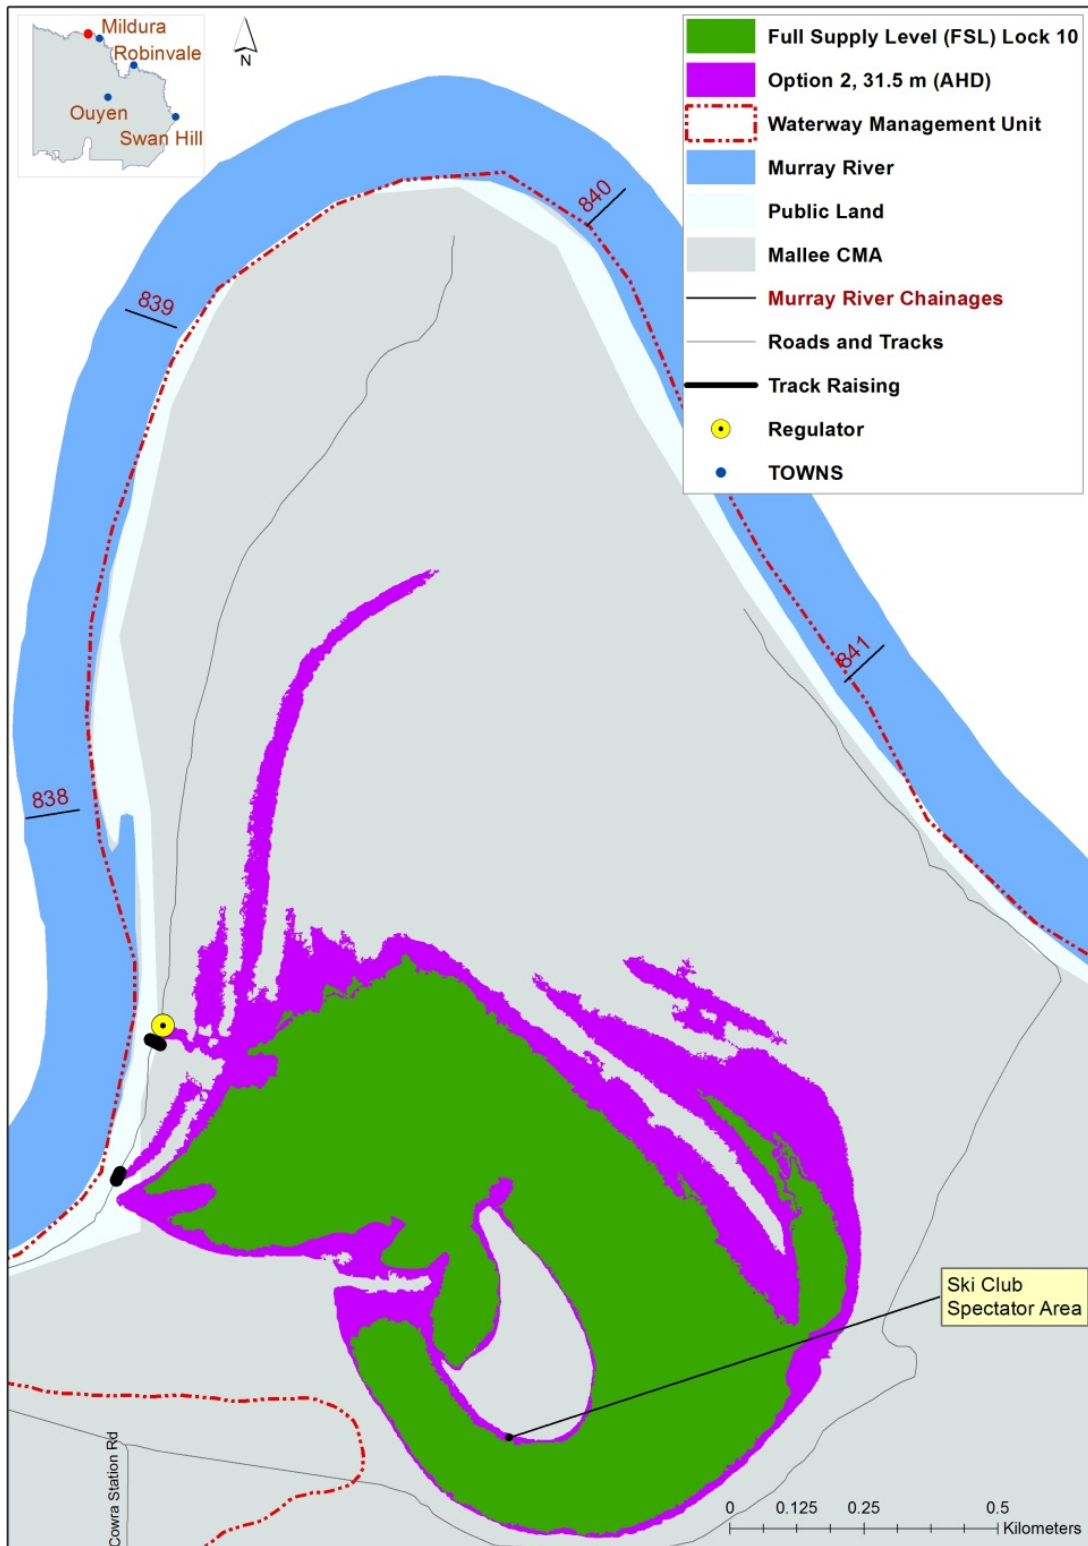 Mildura
Robinvale
Ouyen
Swan Hill
N
Full Supply Level (FSL) Lock 10
Option 2, 31.5 m (AHD)
Waterway Management Unit
Murray River
Public Land
Mallee CMA
Murray River Chainages
Roads and Tracks
Track Raising
Regulator
TOWNS
840
839
841
838
Ski Club
Spectator Area
Cowra Station Rd
0 0.125 0.25 0.5
Kilometers